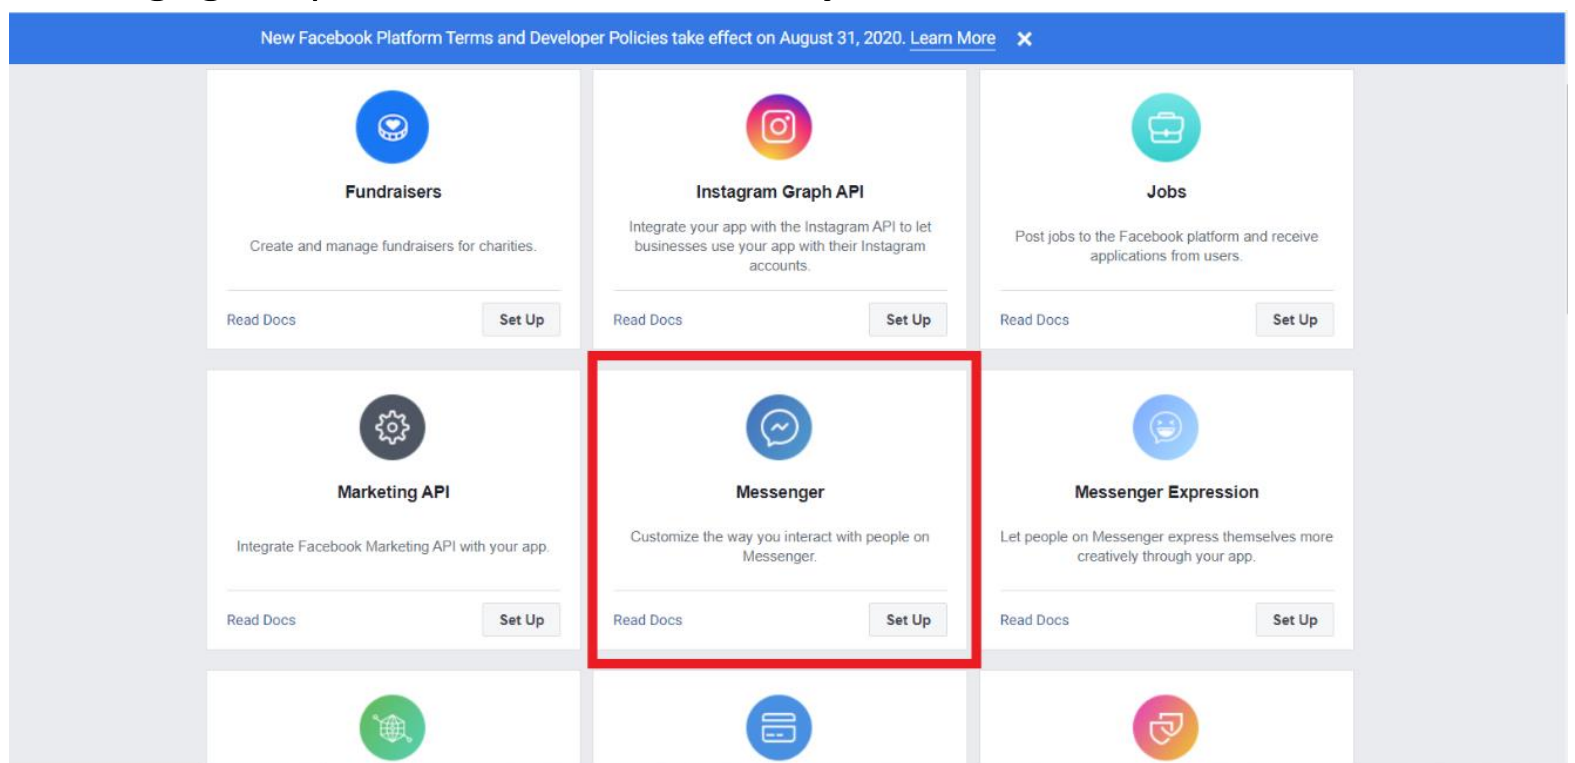 New Facebook Platform Terms and Developer Policies take effect on August 31, 2020. Learn More ×
Fundraisers
Create and manage fundraisers for charities.
Read Docs
Set Up
Instagram Graph API
Integrate your app with the Instagram API to let
businesses use your app with their Instagram
accounts.
Read Docs
Set Up
Jobs
Post jobs to the Facebook platform and receive
applications from users.
Read Docs
Set Up
Marketing API
Integrate Facebook Marketing API with your app.
Read Docs
Set Up
Messenger
Customize the way you interact with people on
Messenger.
Read Docs
Set Up
Messenger Expression
Let people on Messenger express themselves more
creatively through your app.
Read Docs
Set Up